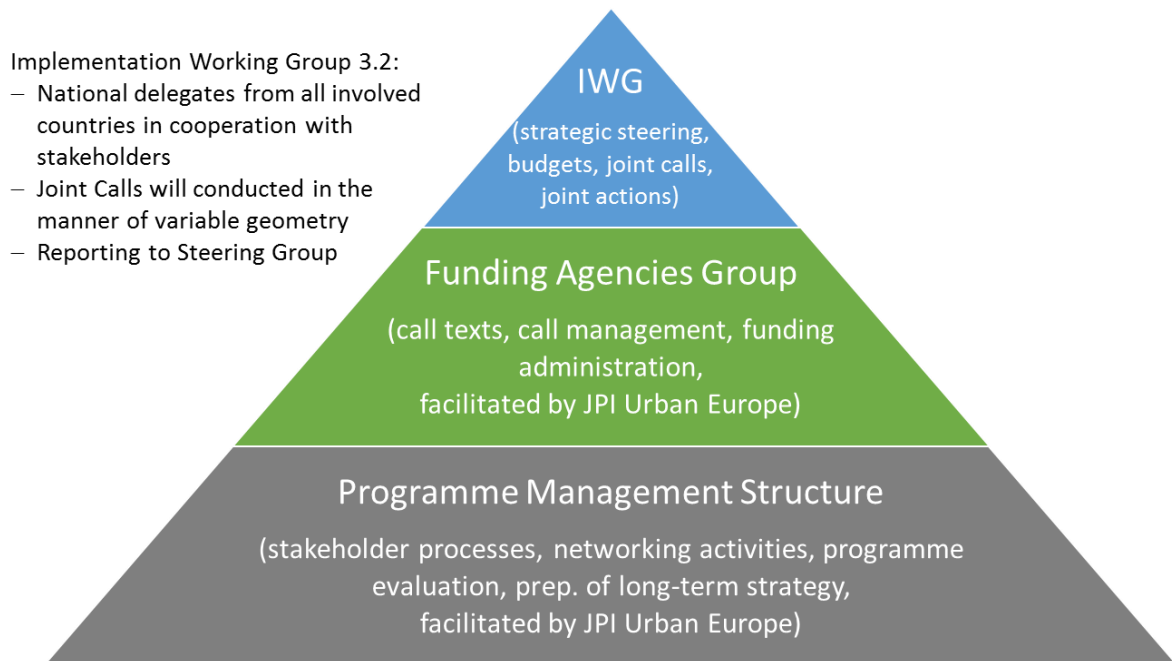 Implementation Working Group 3.2:
– National delegates from all involved
countries in cooperation with
stakeholders
– Joint Calls will conducted in the
manner of variable geometry
– Reporting to Steering Group
IWG
(strategic steering,
budgets, joint calls,
joint actions)
Funding Agencies Group
(call texts, call management, funding
administration,
facilitated by JPI Urban Europe)
Programme Management Structure
(stakeholder processes, networking activities, programme
evaluation, prep. of long-term strategy,
facilitated by JPI Urban Europe)